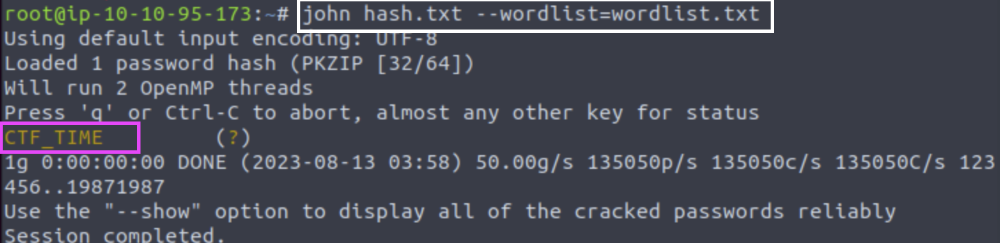 root@ip-10-10-95-173:~# john hash.txt --wordlist=wordlist.txt
Using default input encoding: UTF-8
Loaded 1 password hash (PKZIP [32/64])
Will run 2 OpenMP threads
Press 'q' or Ctrl-C to abort, almost any other key for status
CTF_TIME         (?)
1g 0:00:00:00 DONE (2023-08-13 03:58) 50.00g/s 135050p/s 135050c/s 135050C/s 123
456..19871987
Use the "--show" option to display all of the cracked passwords reliably
Session completed.